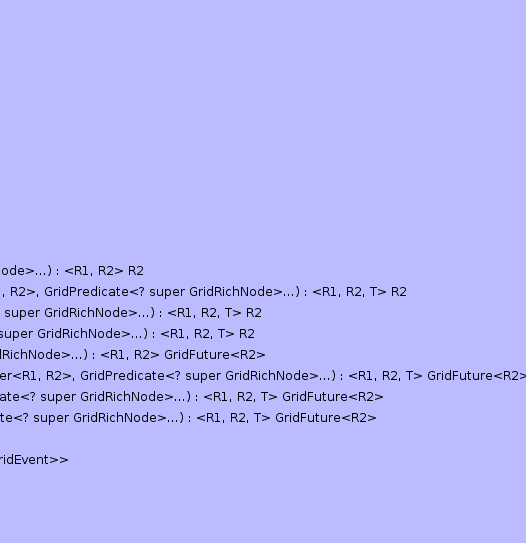 ode>...) : <R1, R2> R2
, R2>, GridPredicate<? super GridRichNode>...) : <R1, R2, T> R2
super GridRichNode>...) : <R1, R2, T> R2
super GridRichNode>...) : <R1, R2, T> R2
RichNode>...) : <R1, R2> GridFuture<R2>
er<R1, R2>, GridPredicate<? super GridRichNode>...) : <R1, R2, T> GridFuture<R2>
ate<? super GridRichNode>...) : <R1, R2, T> GridFuture<R2>
te<? super GridRichNode>...) : <R1, R2, T> GridFuture<R2>
ridEvent>>